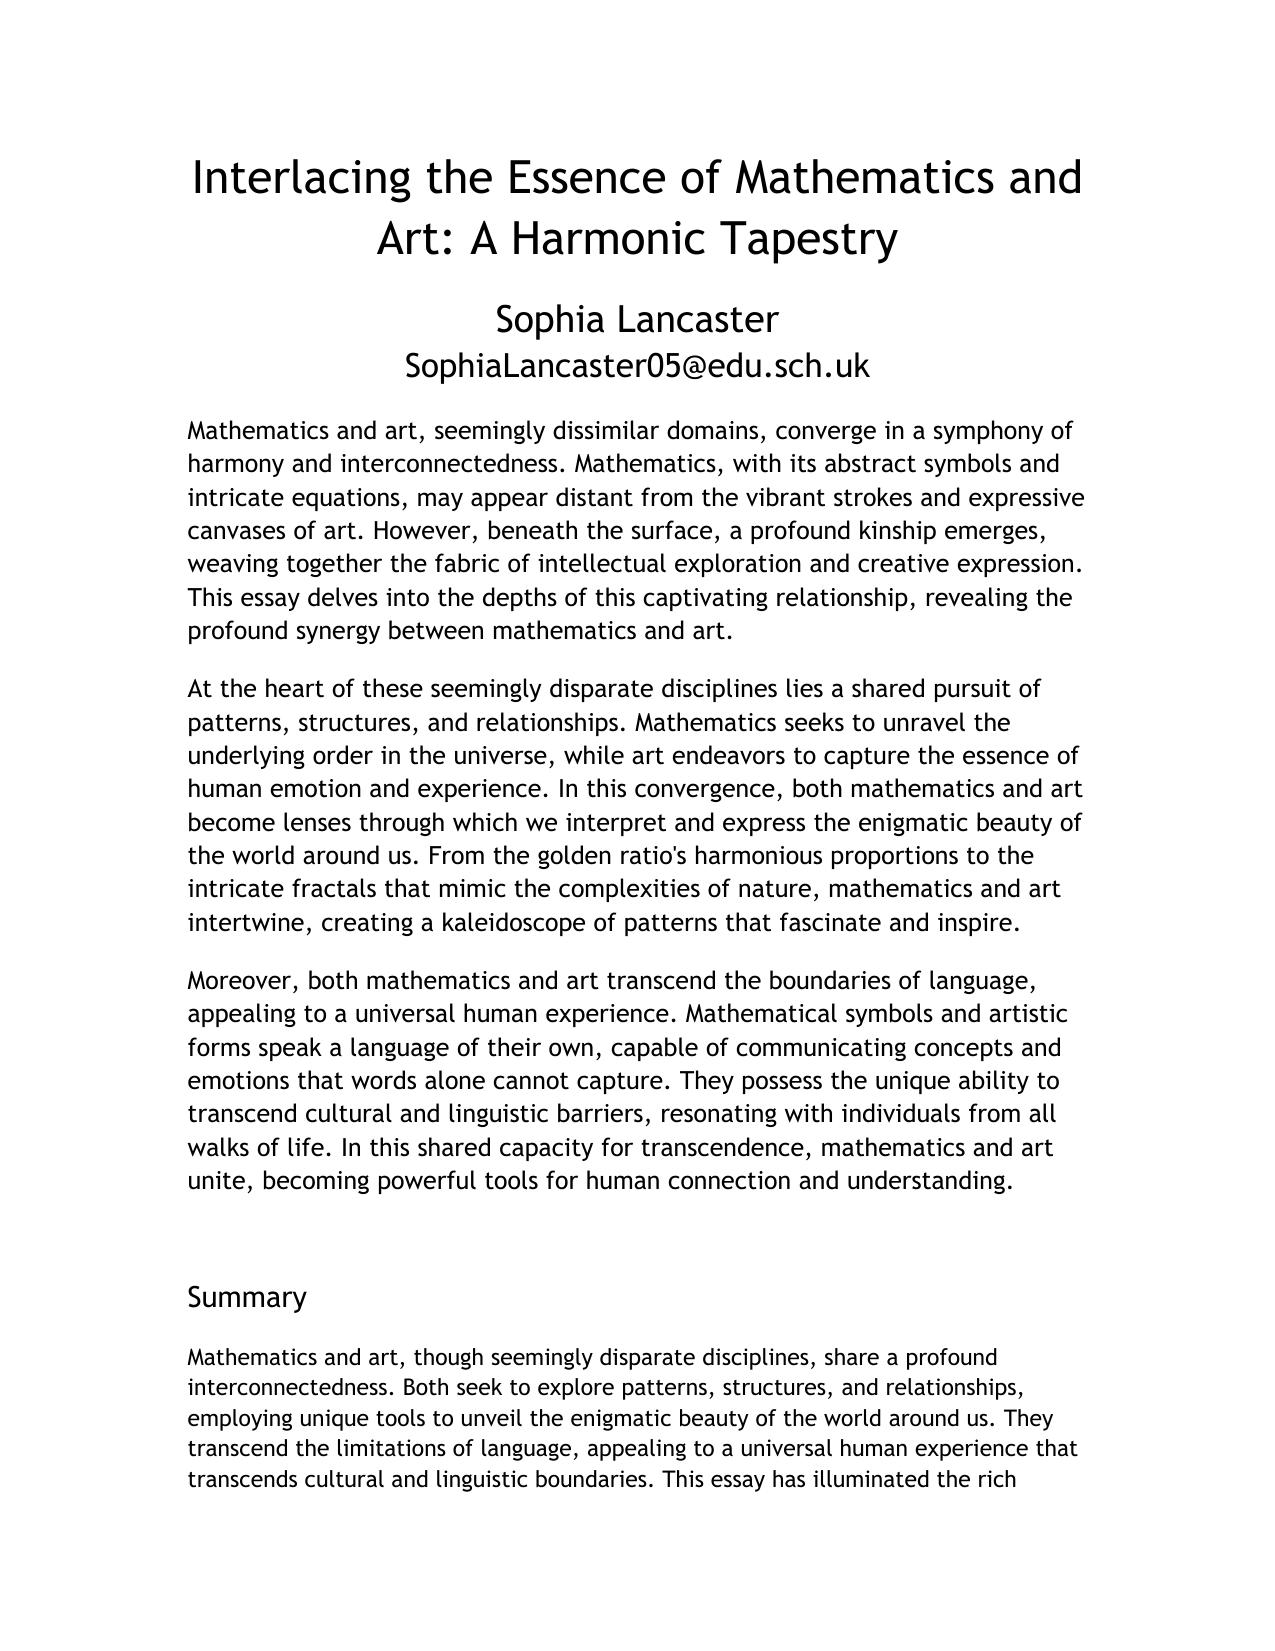 Interlacing the Essence of Mathematics and
Art: A Harmonic Tapestry
Sophia Lancaster
SophiaLancaster05@edu.sch.uk
Mathematics and art, seemingly dissimilar domains, converge in a symphony of
harmony and interconnectedness. Mathematics, with its abstract symbols and
intricate equations, may appear distant from the vibrant strokes and expressive
canvases of art. However, beneath the surface, a profound kinship emerges,
weaving together the fabric of intellectual exploration and creative expression.
This essay delves into the depths of this captivating relationship, revealing the
profound synergy between mathematics and art.
At the heart of these seemingly disparate disciplines lies a shared pursuit of
patterns, structures, and relationships. Mathematics seeks to unravel the
underlying order in the universe, while art endeavors to capture the essence of
human emotion and experience. In this convergence, both mathematics and art
become lenses through which we interpret and express the enigmatic beauty of
the world around us. From the golden ratio's harmonious proportions to the
intricate fractals that mimic the complexities of nature, mathematics and art
intertwine, creating a kaleidoscope of patterns that fascinate and inspire.
Moreover, both mathematics and art transcend the boundaries of language,
appealing to a universal human experience. Mathematical symbols and artistic
forms speak a language of their own, capable of communicating concepts and
emotions that words alone cannot capture. They possess the unique ability to
transcend cultural and linguistic barriers, resonating with individuals from all
walks of life. In this shared capacity for transcendence, mathematics and art
unite, becoming powerful tools for human connection and understanding.
Summary
Mathematics and art, though seemingly disparate disciplines, share a profound
interconnectedness. Both seek to explore patterns, structures, and relationships,
employing unique tools to unveil the enigmatic beauty of the world around us. They
transcend the limitations of language, appealing to a universal human experience that
transcends cultural and linguistic boundaries. This essay has illuminated the rich